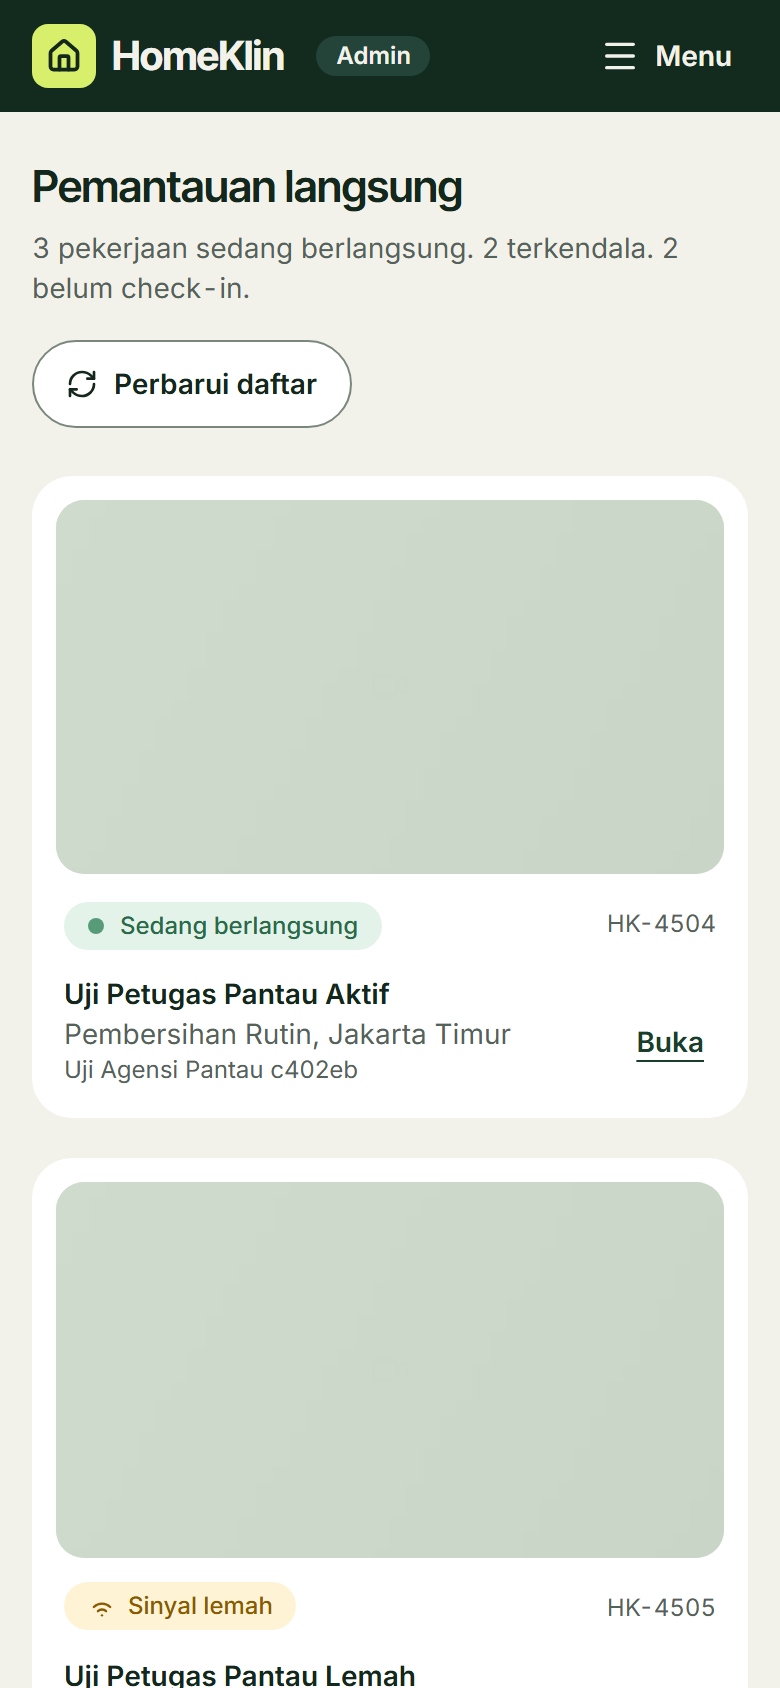 HomeKlin
Admin
Menu
Pemantauan langsung
3 pekerjaan sedang berlangsung. 2 terkendala. 2
belum check-in.
Perbarui daftar
Sedang berlangsung
HK-4504
Uji Petugas Pantau Aktif
Pembersihan Rutin, Jakarta Timur
Uji Agensi Pantau c402eb
Buka
Sinyal lemah
HK-4505
Uji Petugas Pantau Lemah